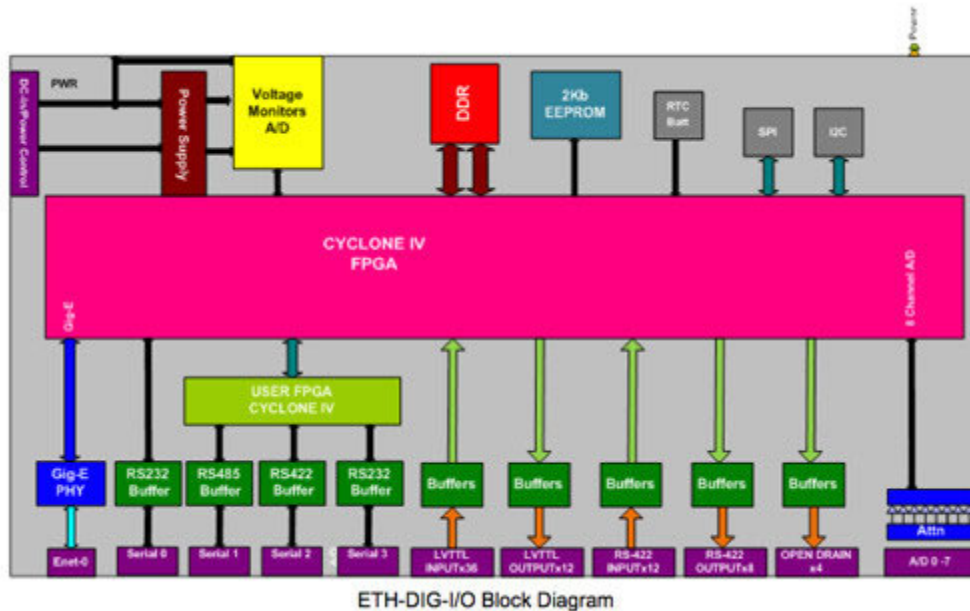 Power
DC-In/Power Control
PWR
Power Supply
Voltage
Monitors
A/D
DDR
2Kb
EEPROM
RTC
Batt
SPI
I2C
CYCLONE IV
FPGA
Gig-E
8 Channel A/D
USER FPGA
CYCLONE IV
Gig-E
PHY
RS232
Buffer
RS485
Buffer
RS422
Buffer
RS232
Buffer
Buffers
Buffers
Buffers
Buffers
Buffers
Attn
Enet-0
Serial 0
Serial 1
Serial 2
Serial 3
LVTTL
INPUTx36
LVTTL
OUTPUTx12
RS-422
INPUTx12
RS-422
OUTPUTx8
OPEN DRAIN
x4
A/D 0 -7
ETH-DIG-I/O Block Diagram